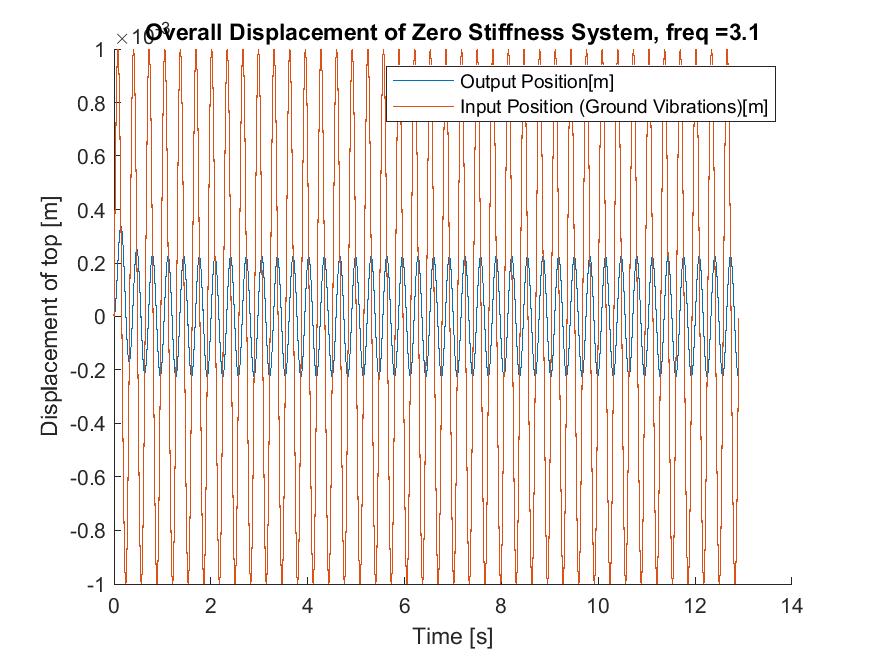 ×10-3
Overall Displacement of Zero Stiffness System, freq =3.1
1
Output Position[m]
Input Position (Ground Vibrations)[m]
0.8
0.6
0.4
0.2
0
-0.2
-0.4
-0.6
-0.8
-1
Displacement of top [m]
0 2 4 6 8 10 12 14
Time [s]